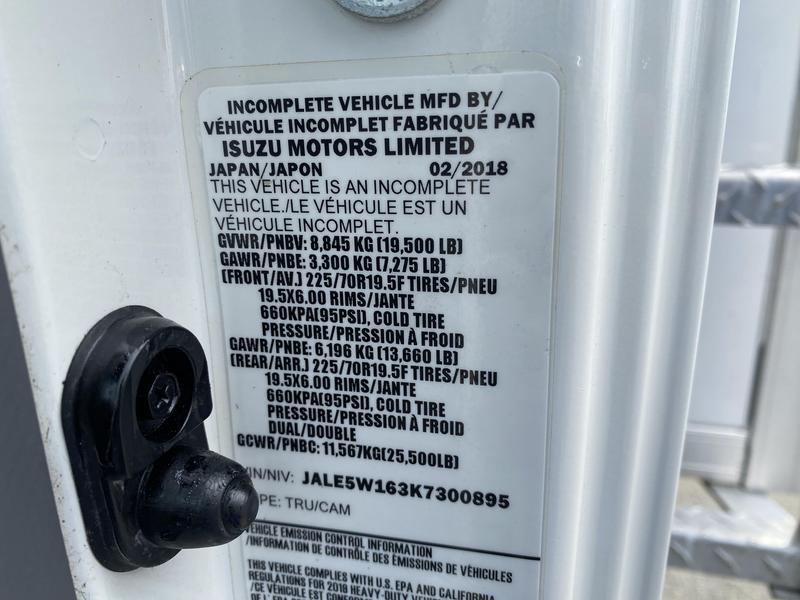 INCOMPLETE VEHICLE MFD BY/
VÉHICULE INCOMPLET FABRIQUÉ PAR
ISUZU MOTORS LIMITED
JAPAN/JAPON 02/2018
THIS VEHICLE IS AN INCOMPLETE
VEHICLE./LE VÉHICULE EST UN
VÉHICULE INCOMPLET.
GVWR/PNBV: 8,845 KG (19,500 LB)
GAWR/PNBE: 3,300 KG (7,275 LB)
(FRONT/AV.) 225/70R19.5F TIRES/PNEU
19.5X6.00 RIMS/JANTE
660KPA(95PSI), COLD TIRE
PRESSURE/PRESSION À FROID
GAWR/PNBE: 6,196 KG (13,660 LB)
(REAR/ARR.) 225/70R19.5F TIRES/PNEU
19.5X6.00 RIMS/JANTE
660KPA(95PSI), COLD TIRE
PRESSURE/PRESSION À FROID
DUAL/DOUBLE
GCWR/PNBC: 11,567KG(25,500LB)
VIN/NIV: JALE5W163K7300895
TRU/CAM
VEHICLE EMISSION CONTROL INFORMATION
/INFORMATION DE CONTRÔLE DES ÉMISSIONS DE VÉHICULES
THIS VEHICLE COMPLIES WITH U.S. EPA AND CALIFORNIA
REGULATIONS FOR 2018 HEAVY-DUTY
/CE VÉHICULE EST